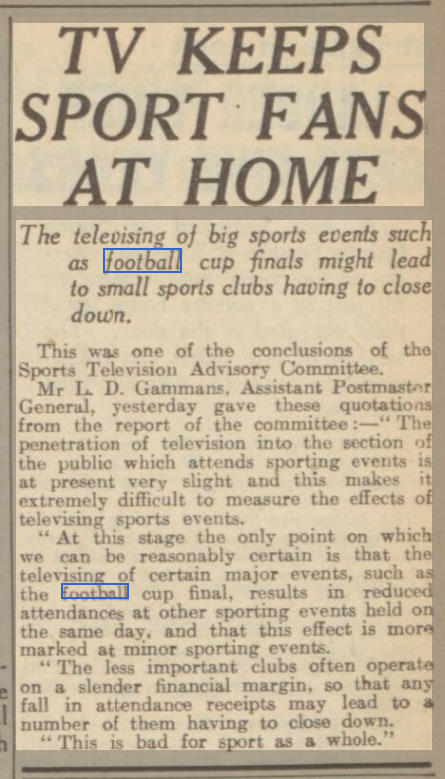 TV KEEPS
SPORT FANS
AT HOME
The televising of big sports events such
as football cup finals might lead
to small sports clubs having to close
down.
This was one of the conclusions of the
Sports Television Advisory Committee.
Mr L. D. Gammans, Assistant Postmaster
General, yesterday gave these quotations
from the report of the committee:—"The
penetration of television into the section of
the public which attends sporting events is
at present very slight and this makes it
extremely difficult to measure the effects of
televising sports events.
"At this stage the only point on which
we can be reasonably certain is that the
televising of certain major events, such as
the football cup final, results in reduced
attendances at other sporting events held on
the same day, and that this effect is more
marked at minor sporting events.
"The less important clubs often operate
on a slender financial margin, so that any
fall in attendance receipts may lead to a
number of them having to close down.
"This is bad for sport as a whole."